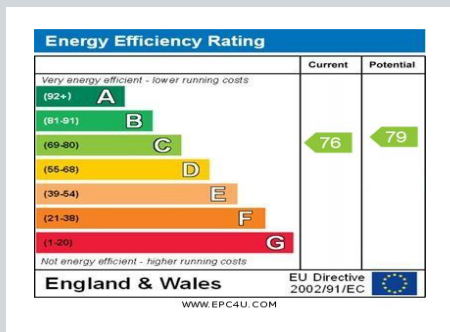 Energy Efficiency Rating
Current Potential
Very energy efficient - lower running costs
(92+) A
(81-91) B
(69-80) C 76 79
(55-68) D
(39-54) E
(21-38) F
(1-20) G
Not energy efficient - higher running costs
England & Wales EU Directive
2002/91/EC
WWW.EPC4U.COM